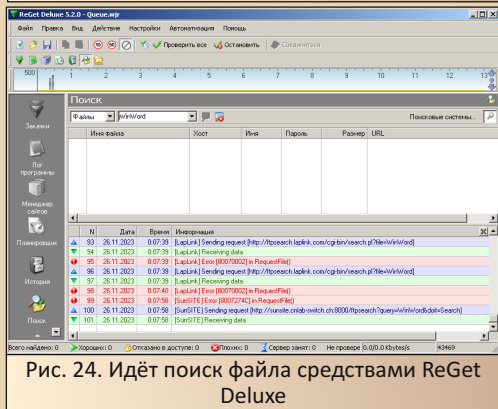 ReGet Deluxe 5.2.0 - Queue.wjr
Файл Правка Вид Действие Настройки Автоматизация Помощь
Проверить все Остановить Соединиться
500 1 2 3 4 5 6 7 8 9 10 11 12 13
Поиск
Файлы WinWord Поисковые системы...
Имя файла Хост Имя Пароль Размер URL
Закачки
Лог программы
Менеджер сайтов
Планировщик
История
Поиск
N Дата Время Информация
93 26.11.2023 0:07:39 [LapLink] Sending request [http://ftpsearch.laplink.com/cgi-bin/search.pl?file=WinWord]
94 26.11.2023 0:07:39 [LapLink] Receiving data
95 26.11.2023 0:07:39 [LapLink] Error [80070002] in RequestFile()
96 26.11.2023 0:07:39 [LapLink] Sending request [http://ftpsearch.laplink.com/cgi-bin/search.pl?file=WinWord]
97 26.11.2023 0:07:39 [LapLink] Receiving data
98 26.11.2023 0:07:40 [LapLink] Error [80070002] in RequestFile()
99 26.11.2023 0:07:58 [SunSITE] Error [8007274C] in RequestFile()
100 26.11.2023 0:07:58 [SunSITE] Sending request [http://sunsite.cnlab-switch.ch:8000/ftpsearch?query=WinWord&doit=Search]
101 26.11.2023 0:07:58 [SunSITE] Receiving data
Всего найдено: 0 Хороших: 0 Отказано в доступе: 0 Плохих: 0 Сервер занят: 0 Не провере 0.0/0.0 Kbytes/s 43469
Рис. 24. Идёт поиск файла средствами ReGet
Deluxe